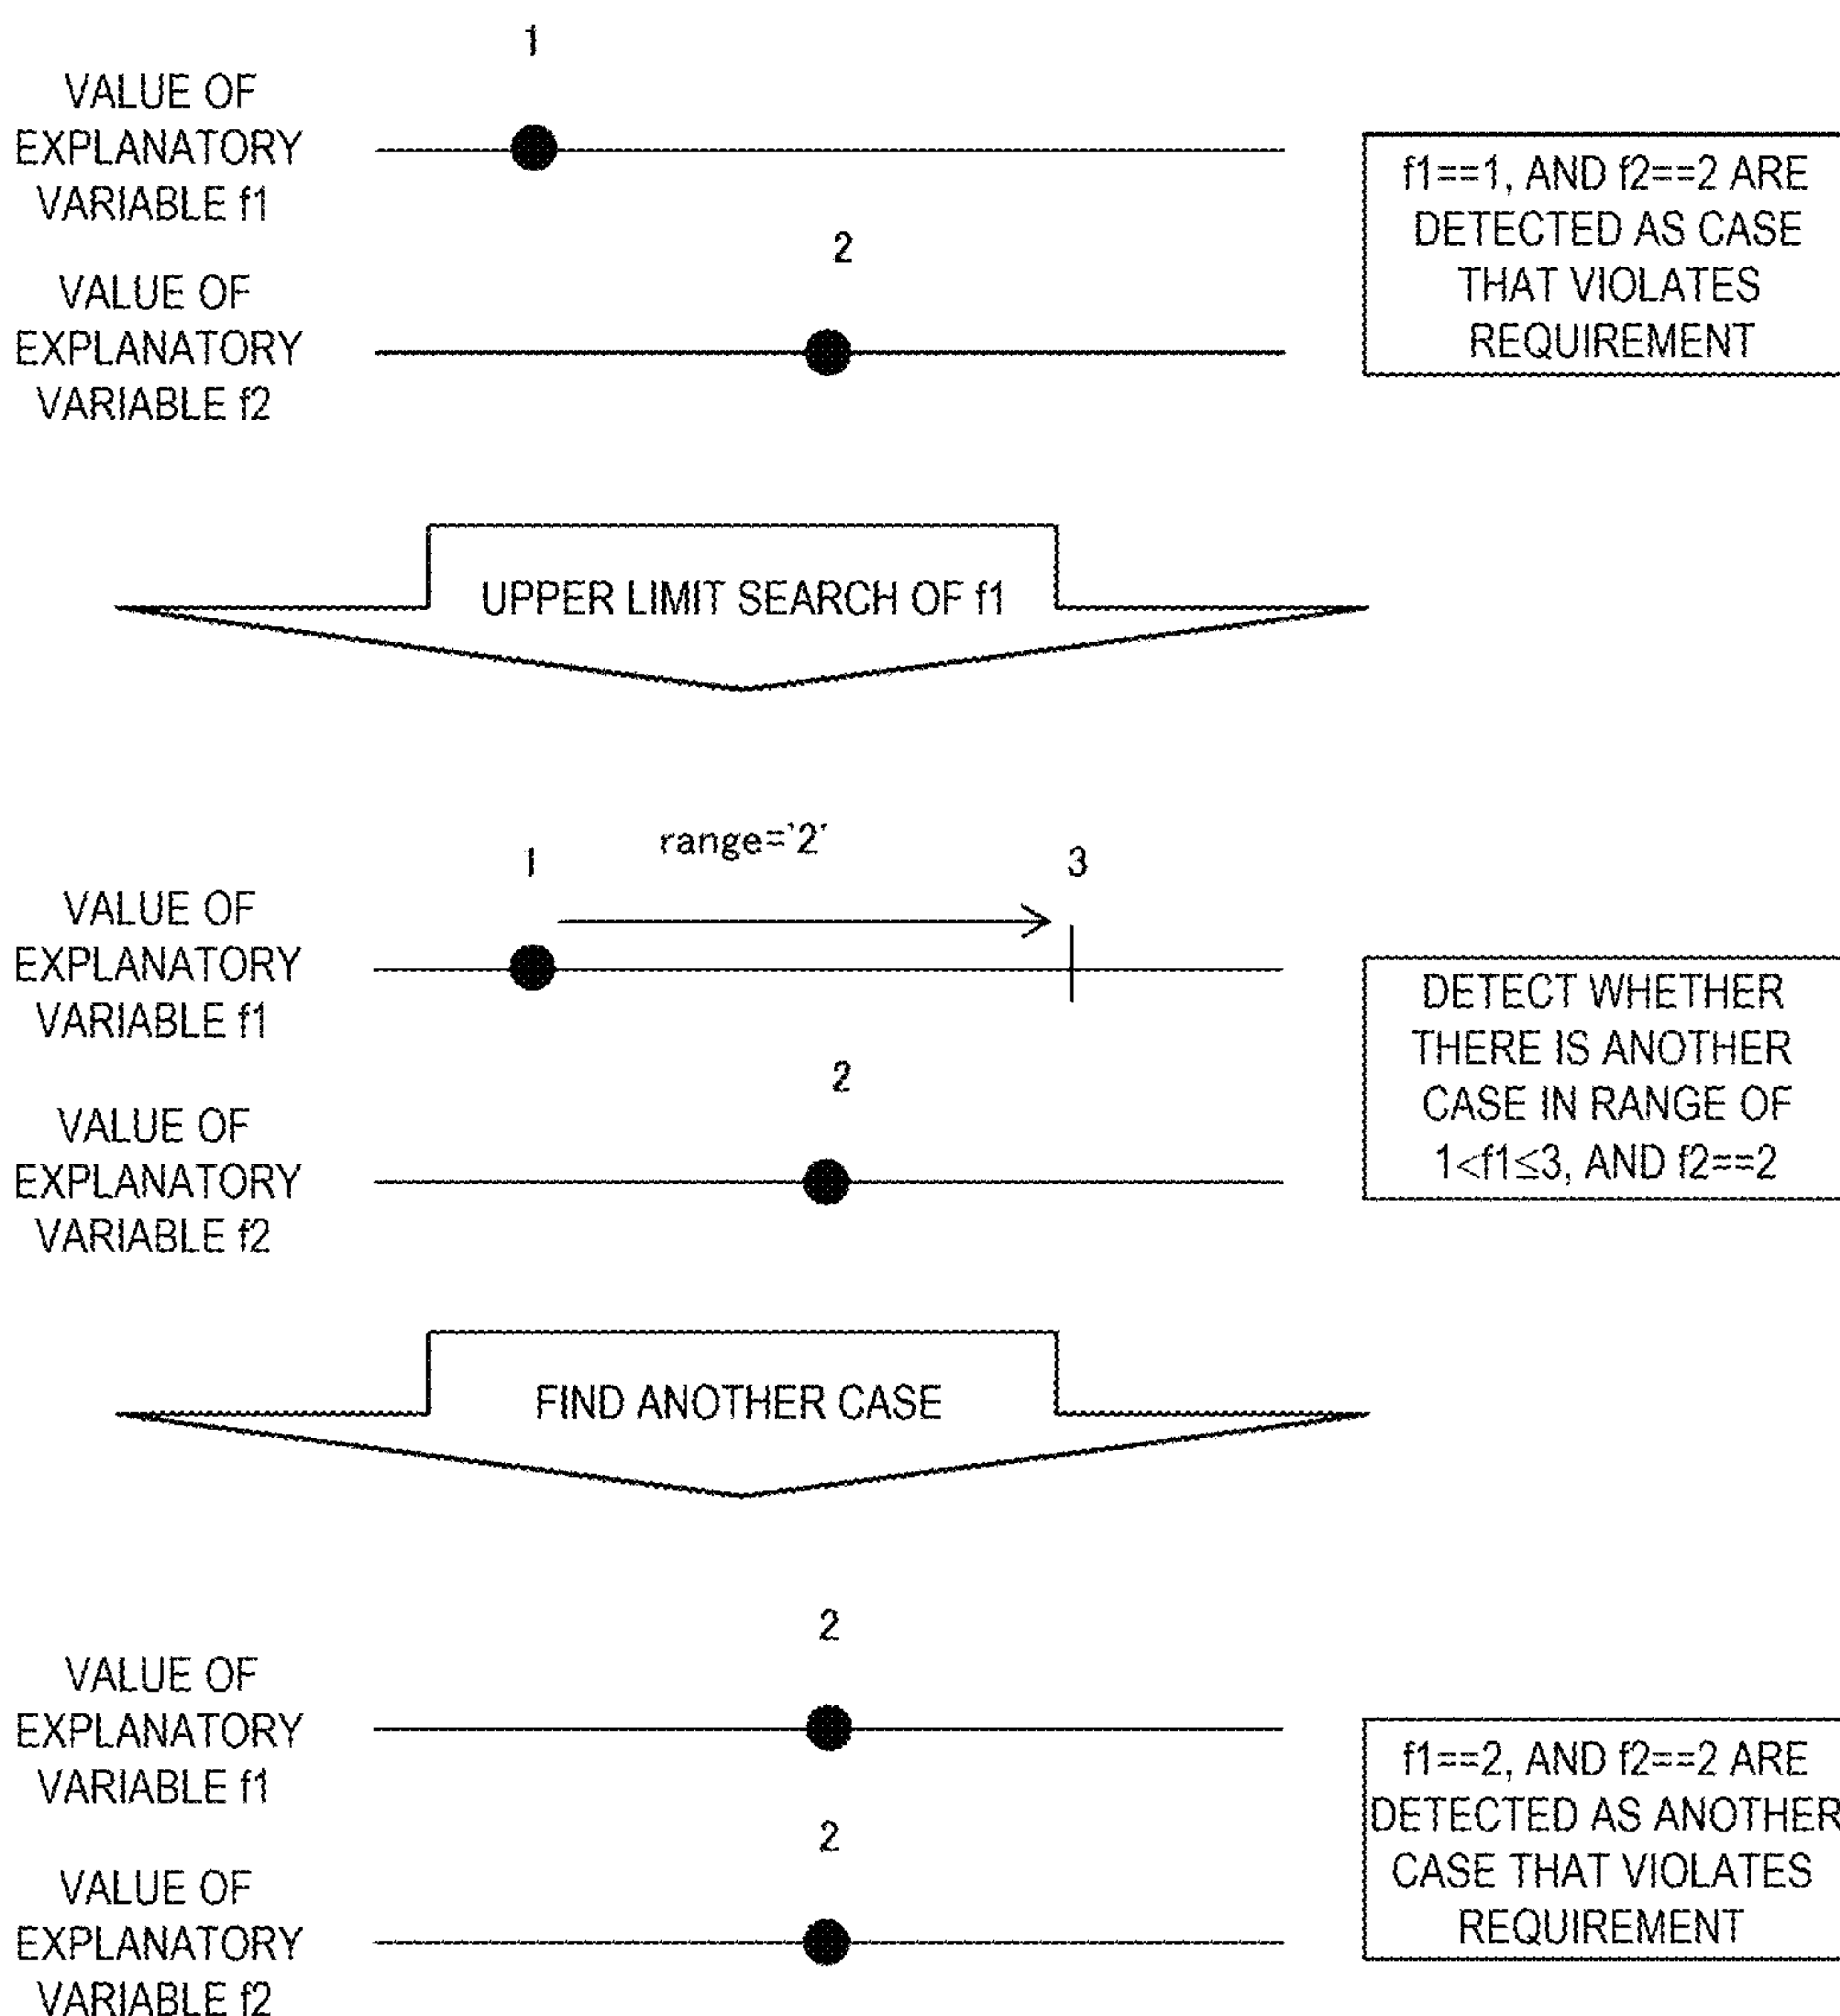 1
VALUE OF
EXPLANATORY
VARIABLE f1
2
VALUE OF
EXPLANATORY
VARIABLE f2
f1==1, AND f2==2 ARE
DETECTED AS CASE
THAT VIOLATES
REQUIREMENT
UPPER LIMIT SEARCH OF f1
range='2'
1
3
VALUE OF
EXPLANATORY
VARIABLE f1
2
VALUE OF
EXPLANATORY
VARIABLE f2
DETECT WHETHER
THERE IS ANOTHER
CASE IN RANGE OF
1<f1≤3, AND f2==2
FIND ANOTHER CASE
2
VALUE OF
EXPLANATORY
VARIABLE f1
2
VALUE OF
EXPLANATORY
VARIABLE f2
f1==2, AND f2==2 ARE
DETECTED AS ANOTHER
CASE THAT VIOLATES
REQUIREMENT